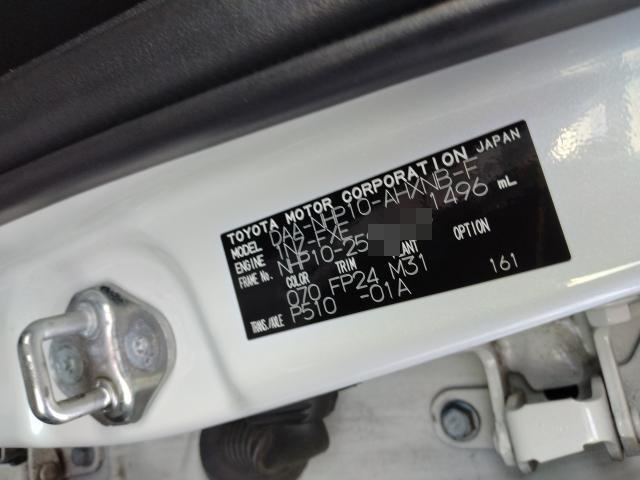 TOYOTA MOTOR CORPORATION JAPAN
MODEL DAA-NHP10-AHXNB-F
ENGINE 1NZ-FXE 1496 mL
FRAME No. NHP10-25
COLOR TRIM PLANT OPTION
070 FP24 M31
TRANS./AXLE P510 -01A 161